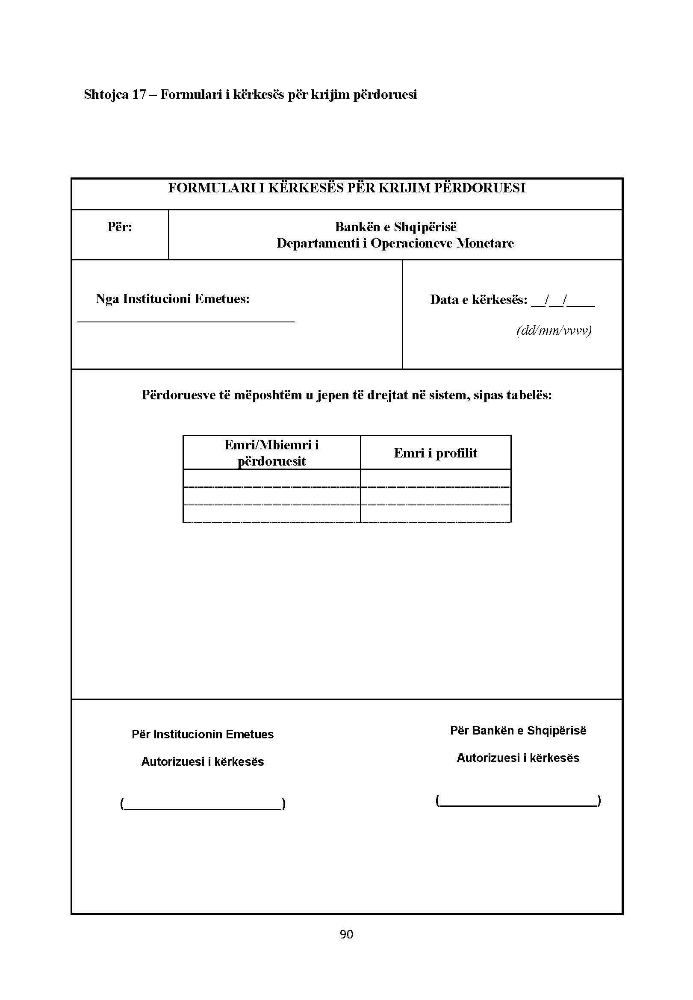 Shtojca 17 – Formulari i kërkesës për krijim përdoruesi
FORMULARI I KËRKESËS PËR KRIJIM PËRDORUESI
Për:
Bankën e Shqipërisë
Departamenti i Operacioneve Monetare
Nga Institucioni Emetues:
Data e kërkesës: __/__/____
(dd/mm/vvvv)
Përdoruesve të mëposhtëm u jepen të drejtat në sistem, sipas tabelës:
Emri/Mbiemri i
përdoruesit
Emri i profilit
Për Institucionin Emetues
Autorizuesi i kërkesës
(________________________)
Për Bankën e Shqipërisë
Autorizuesi i kërkesës
(________________________)
90